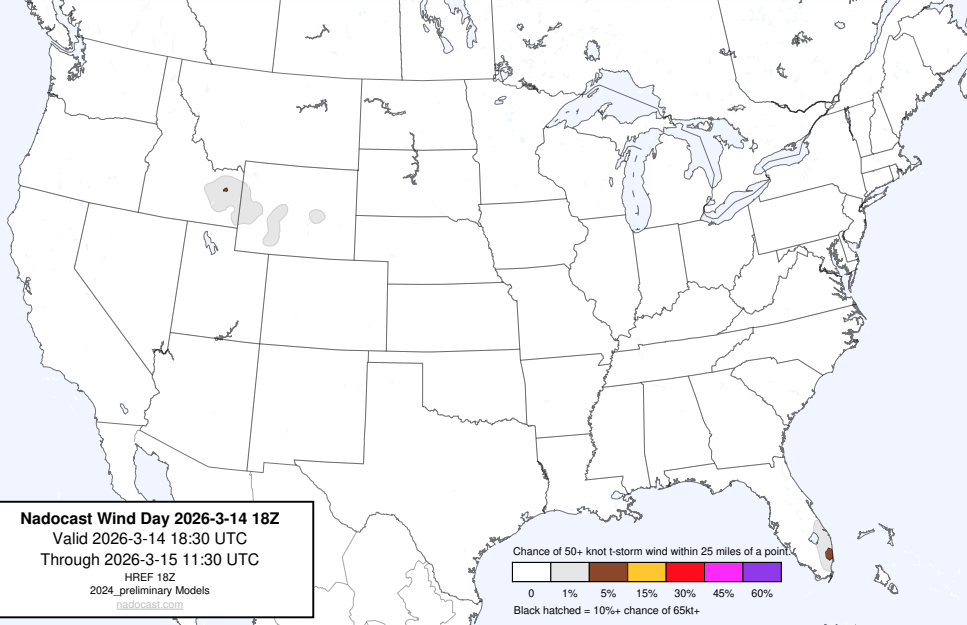 Nadocast Wind Day 2026-3-14 18Z
Valid 2026-3-14 18:30 UTC
Through 2026-3-15 11:30 UTC
HREF 18Z
2024_preliminary Models
nadocast.com
Chance of 50+ knot t-storm wind within 25 miles of a point.
0 1% 5% 15% 30% 45% 60%
Black hatched = 10%+ chance of 65kt+